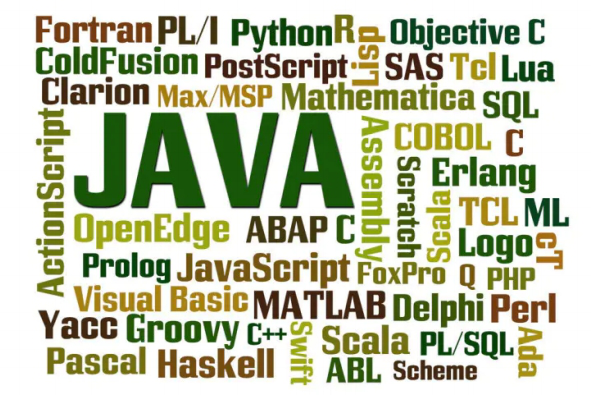 Fortran PL/I Python R Lisp Objective C
ColdFusion PostScript SAS Tcl Lua
Clarion Max/MSP Mathematica SQL
ActionScript JAVA Assembly COBOL C
Scratch Scala Erlang
TCL ML
OpenEdge ABAP C Logo cT
Prolog JavaScript FoxPro Q PHP
Visual Basic MATLAB Delphi Perl
Yacc Groovy C++ Swift Scala PL/SQL Ada
Pascal Haskell ABL Scheme